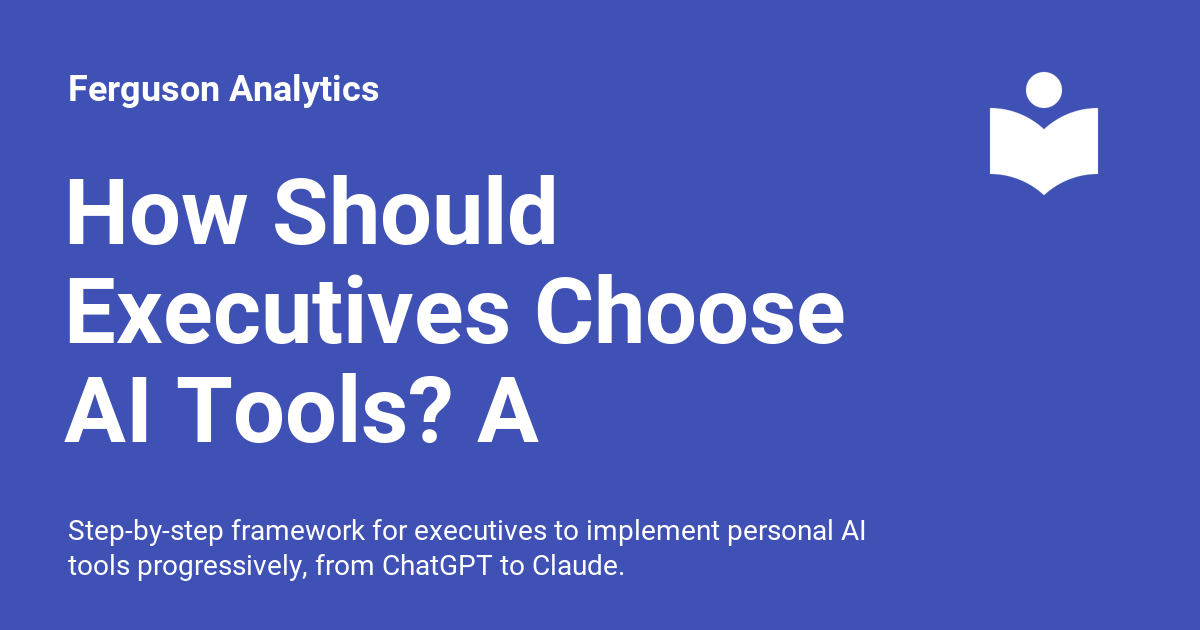 Ferguson Analytics
How Should
Executives Choose
AI Tools? A
Step-by-step framework for executives to implement personal AI
tools progressively, from ChatGPT to Claude.